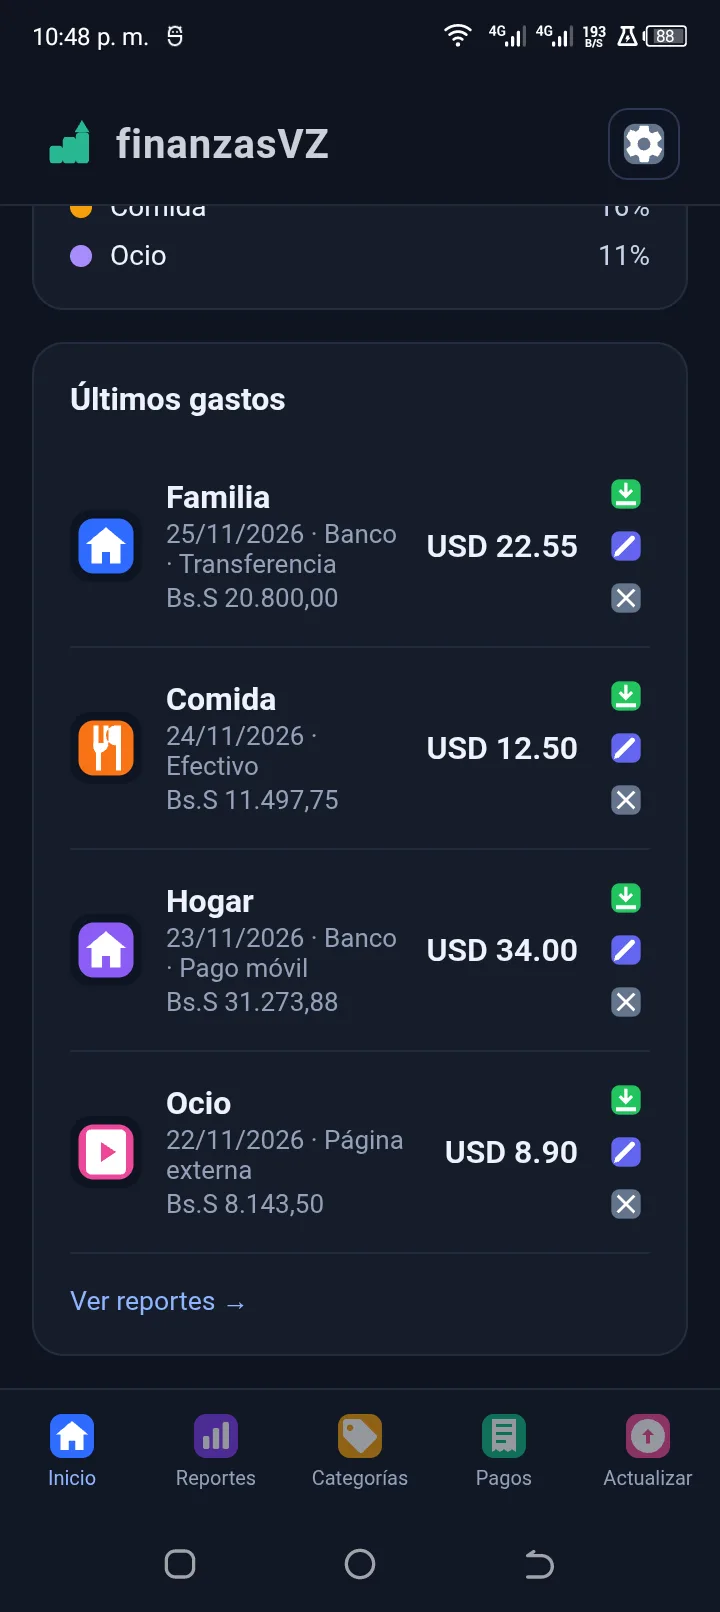 10:48 p. m.
4G 4G 193 B/S 88
finanzasVZ
Comida 16%
Ocio 11%
Últimos gastos
Familia
25/11/2026 · Banco
· Transferencia
Bs.S 20.800,00
USD 22.55
Comida
24/11/2026 ·
Efectivo
Bs.S 11.497,75
USD 12.50
Hogar
23/11/2026 · Banco
· Pago móvil
Bs.S 31.273,88
USD 34.00
Ocio
22/11/2026 · Página
externa
Bs.S 8.143,50
USD 8.90
Ver reportes →
Inicio Reportes Categorías Pagos Actualizar